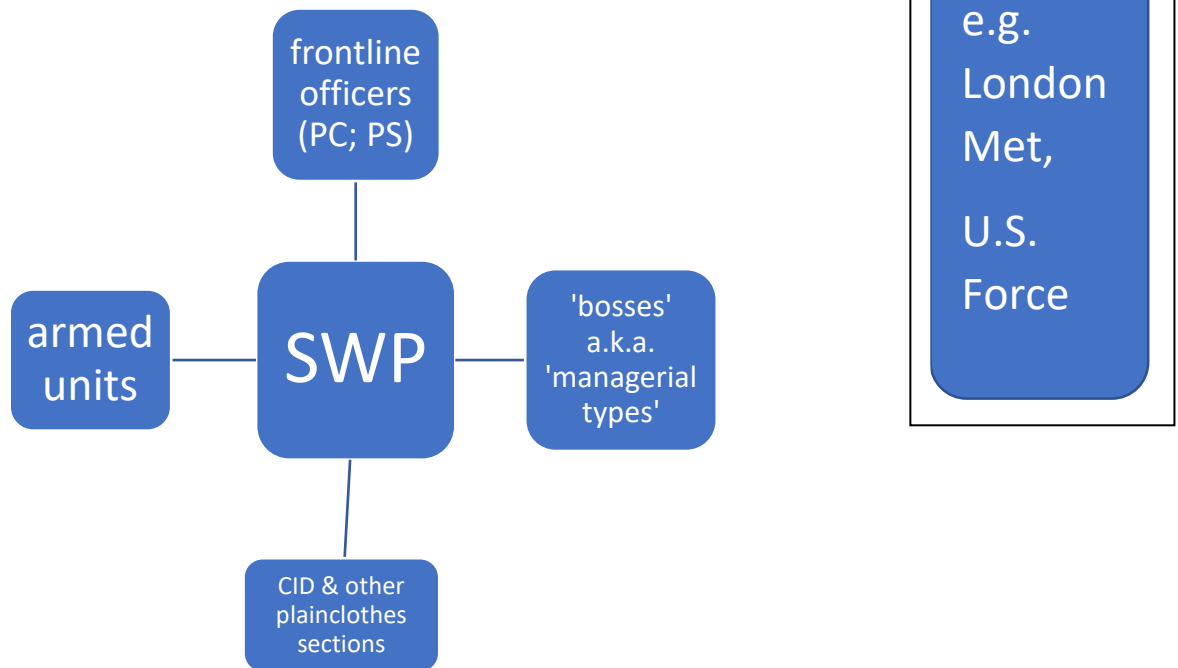 frontline
officers
(PC; PS)
armed
units
SWP
'bosses'
a.k.a.
'managerial
types'
CID & other
plainclothes
sections
e.g.
London
Met,
U.S.
Force